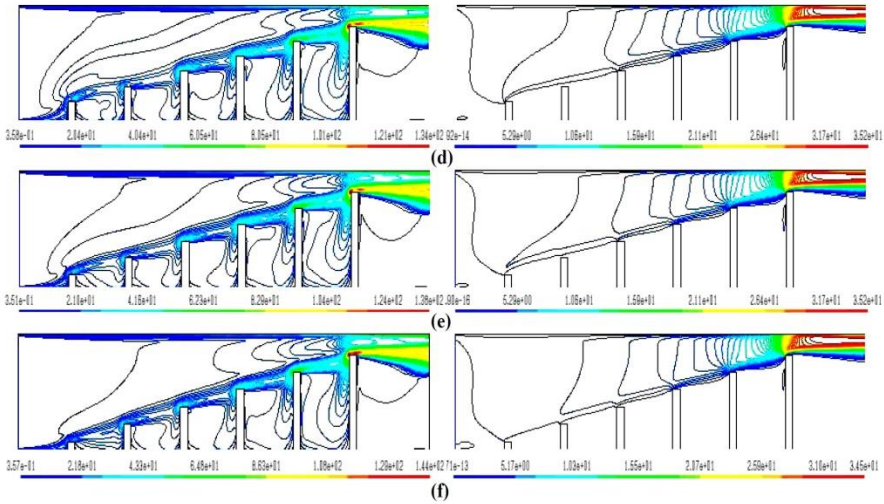 3.58e-01 2.04e+01 4.04e+01 6.05e+01 8.05e+01 1.01e+02 1.21e+02 1.34e+02
92e-14 5.29e+00 1.06e+01 1.59e+01 2.11e+01 2.64e+01 3.17e+01 3.52e+01
(d)
3.51e-01 2.10e+01 4.16e+01 6.23e+01 8.29e+01 1.04e+02 1.24e+02 1.38e+02
5.29e+00 1.06e+01 1.59e+01 2.11e+01 2.64e+01 3.17e+01 3.52e+01
(e)
3.57e-01 2.18e+01 4.33e+01 6.48e+01 8.63e+01 1.08e+02 1.29e+02 1.44e+02
71e-13 5.17e+00 1.03e+01 1.55e+01 2.07e+01 2.59e+01 3.10e+01 3.45e+01
(f)